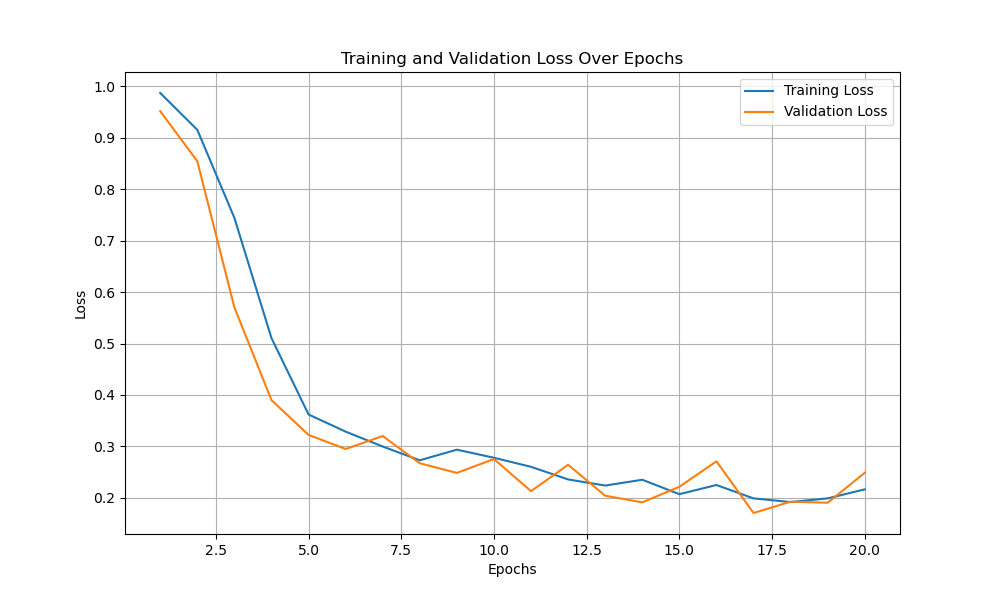 Training and Validation Loss Over Epochs
Training Loss
Validation Loss
Loss
1.0
0.9
0.8
0.7
0.6
0.5
0.4
0.3
0.2
2.5 5.0 7.5 10.0 12.5 15.0 17.5 20.0
Epochs